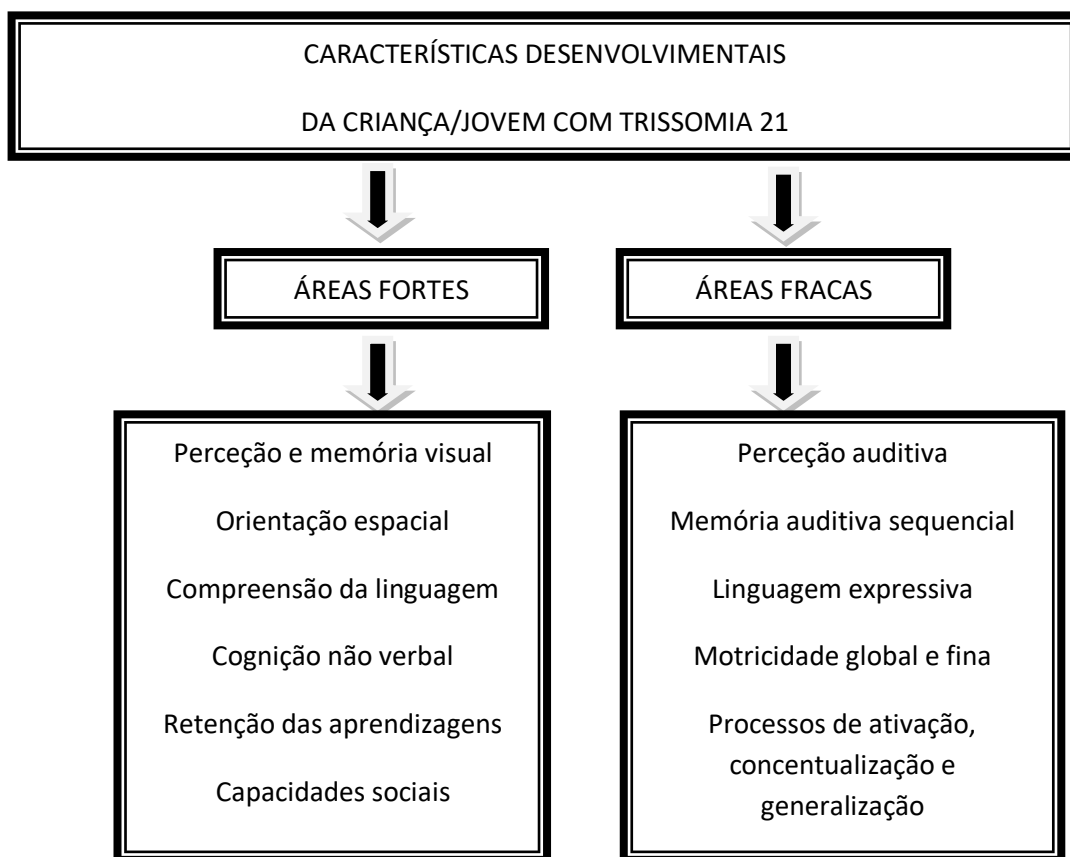 CARACTERÍSTICAS DESENVOLVIMENTAIS
DA CRIANÇA/JOVEM COM TRISSOMIA 21
ÁREAS FORTES
ÁREAS FRACAS
Perceção e memória visual
Orientação espacial
Compreensão da linguagem
Cognição não verbal
Retenção das aprendizagens
Capacidades sociais
Perceção auditiva
Memória auditiva sequencial
Linguagem expressiva
Motricidade global e fina
Processos de ativação,
concentualização e
generalização